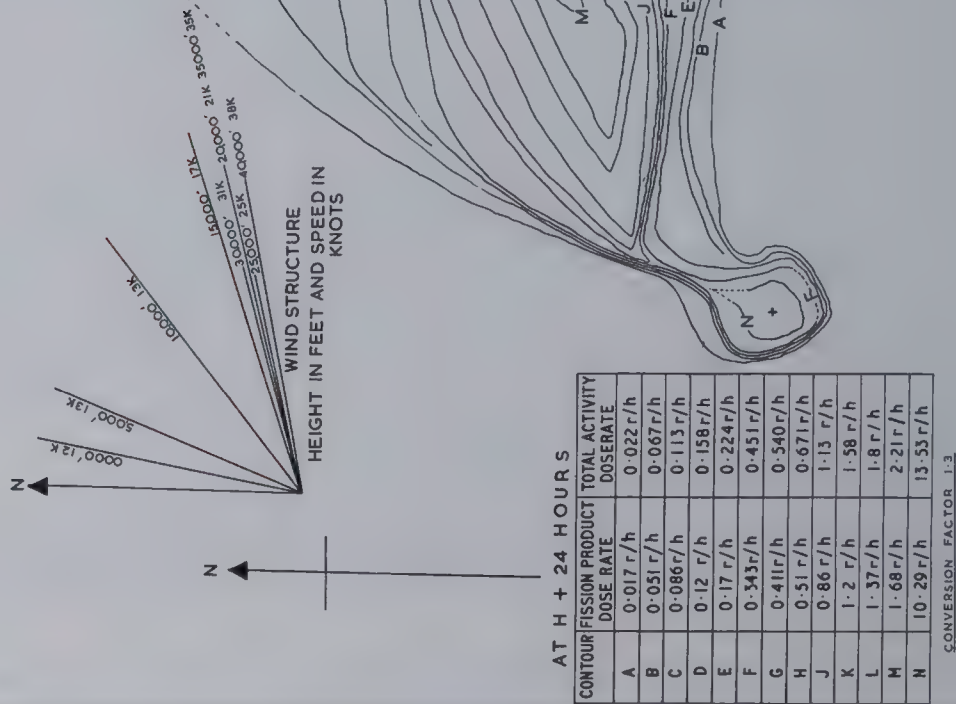 N
0000' 12K
5000' 13K
10000' 13K
15000' 17K
30000' 31K 20,000' 21K 35000' 35K
25000' 25K 40000' 38K
WIND STRUCTURE
HEIGHT IN FEET AND SPEED IN
KNOTS
N
M
J
F
E
A
B
N
F
AT H + 24 HOURS
CONTOUR FISSION PRODUCT DOSE RATE TOTAL ACTIVITY DOSERATE
A 0·017 r/h 0·022 r/h
B 0·051 r/h 0·067 r/h
C 0·086 r/h 0·113 r/h
D 0·12 r/h 0·158 r/h
E 0·17 r/h 0·224 r/h
F 0·343 r/h 0·451 r/h
G 0·411 r/h 0·540 r/h
H 0·51 r/h 0·671 r/h
J 0·86 r/h 1·13 r/h
K 1·2 r/h 1·58 r/h
L 1·37 r/h 1·8 r/h
M 1·68 r/h 2·21 r/h
N 10·29 r/h 13·53 r/h
CONVERSION FACTOR 1·3